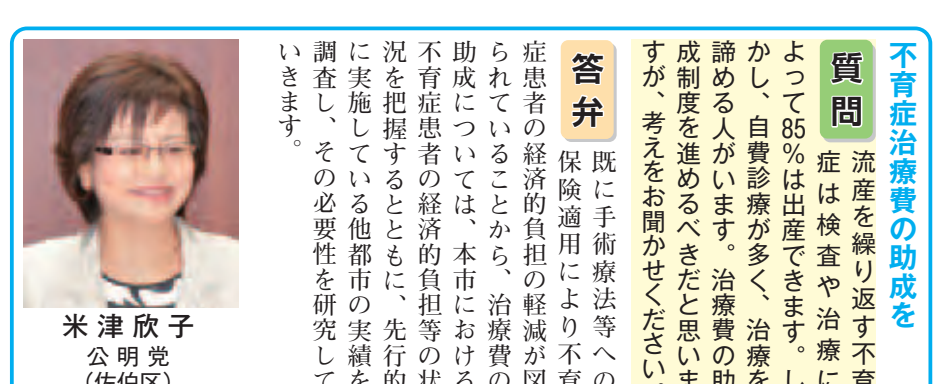 不育症治療費の助成を
質問
流産を繰り返す不育
症は検査や治療に
よって85％は出産できます。し
かし、自費診療が多く、治療を
諦める人がいます。治療費の助
成制度を進めるべきだと思いま
すが、考えをお聞かせください。
答弁
既に手術療法等への
保険適用により不育
症患者の経済的負担の軽減が図
られていることから、治療費の
助成については、本市における
不育症患者の経済的負担等の状
況を把握するとともに、先行的
に実施している他都市の実績を
調査し、その必要性を研究して
いきます。
米津欣子
公明党
（佐伯区）